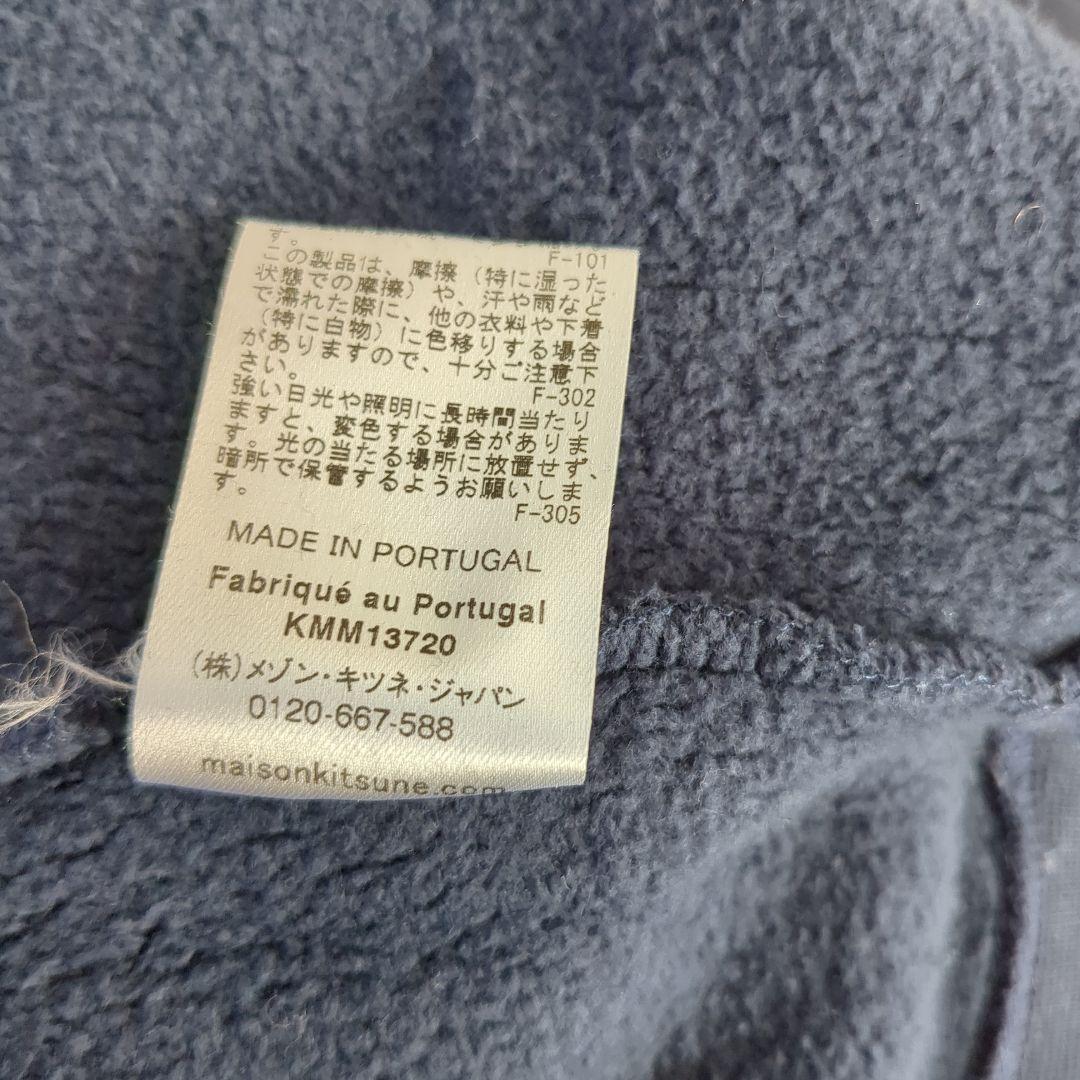 す。
F-101
この製品は、摩擦（特に湿った
状態での摩擦）や、汗や雨など
で濡れた際に、他の衣料や下着
（特に白物）に色移りする場合
がありますので、十分ご注意下
さい。
F-302
強い日光や照明に長時間当たり
ますと、変色する場合がありま
す。光の当たる場所に放置せず、
暗所で保管するようお願いしま
す。
F-305
MADE IN PORTUGAL
Fabriqué au Portugal
KMM13720
(株)メゾン・キツネ・ジャパン
0120-667-588
maisonkitsune.com